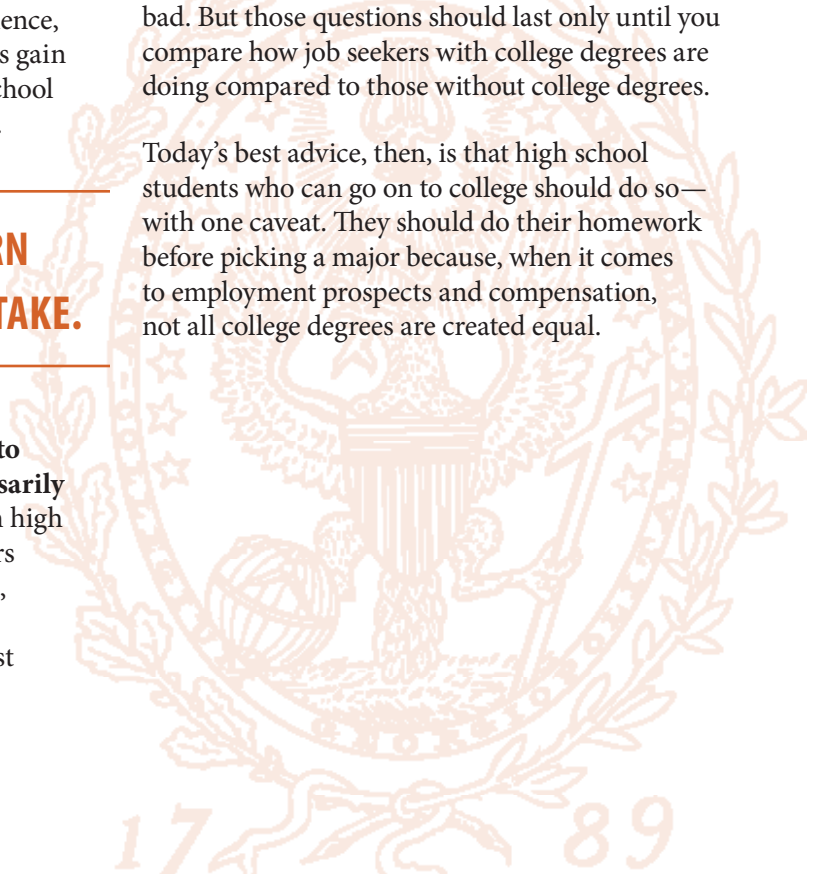 ence,
s gain
chool
.
RN
TAKE.
to
sarily
n high
rs
,
st
bad. But those questions should last only until you
compare how job seekers with college degrees are
doing compared to those without college degrees.
Today’s best advice, then, is that high school
students who can go on to college should do so—
with one caveat. They should do their homework
before picking a major because, when it comes
to employment prospects and compensation,
not all college degrees are created equal.
17 89